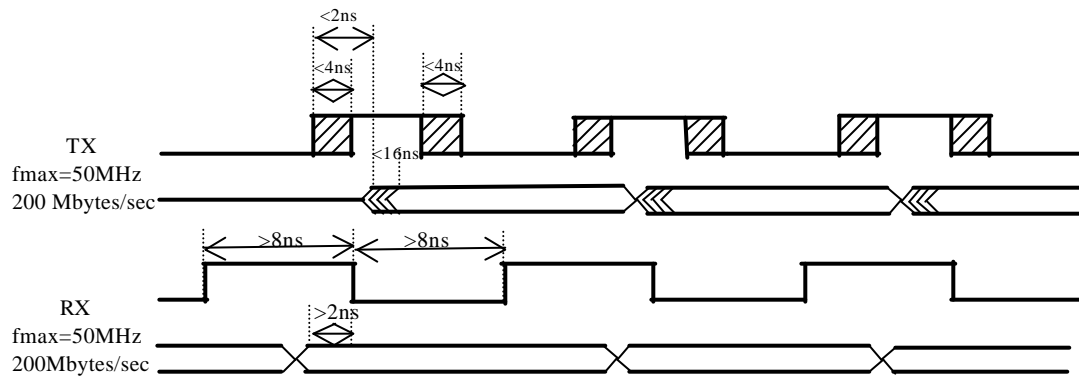 <2ns
<4ns
<4ns
TX
<16ns
fmax=50MHz
200 Mbytes/sec
>8ns
>8ns
RX
>2ns
fmax=50MHz
200Mbytes/sec